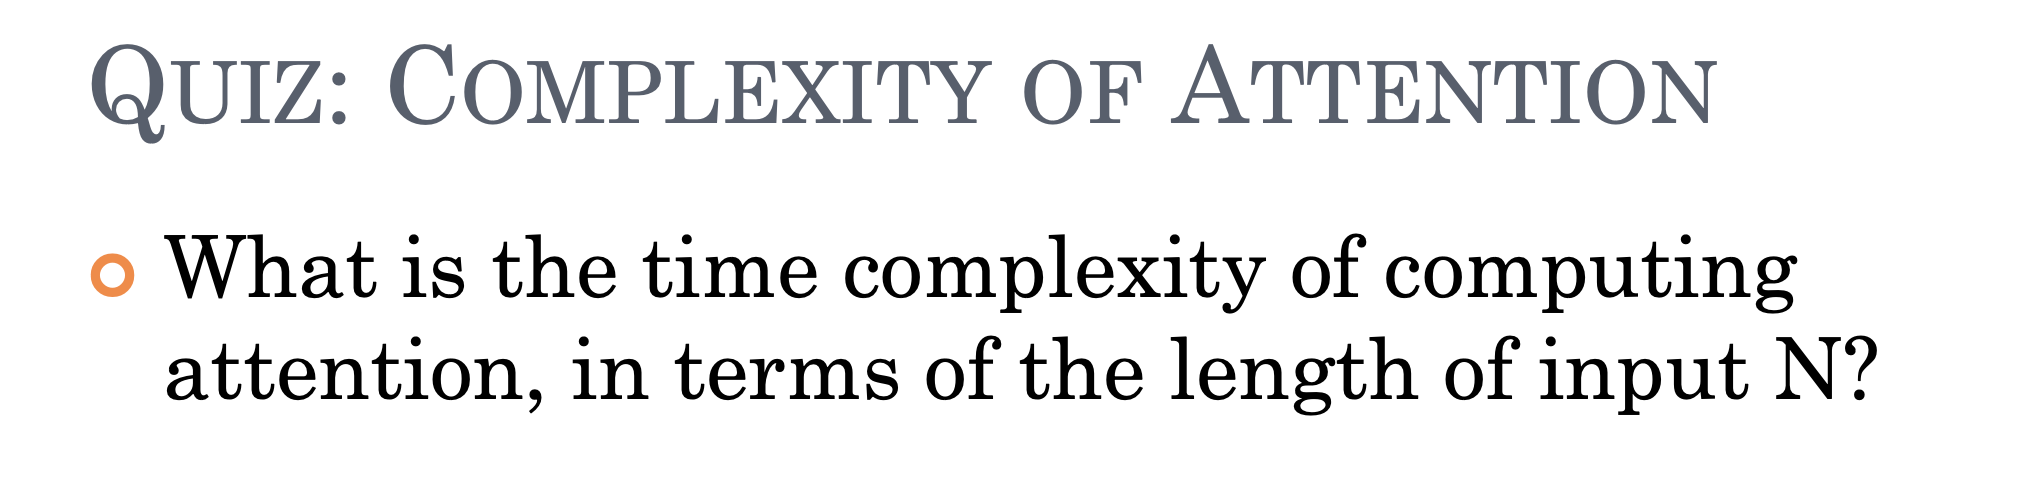 QUIZ: COMPLEXITY OF ATTENTION
What is the time complexity of computing
attention, in terms of the length of input N?